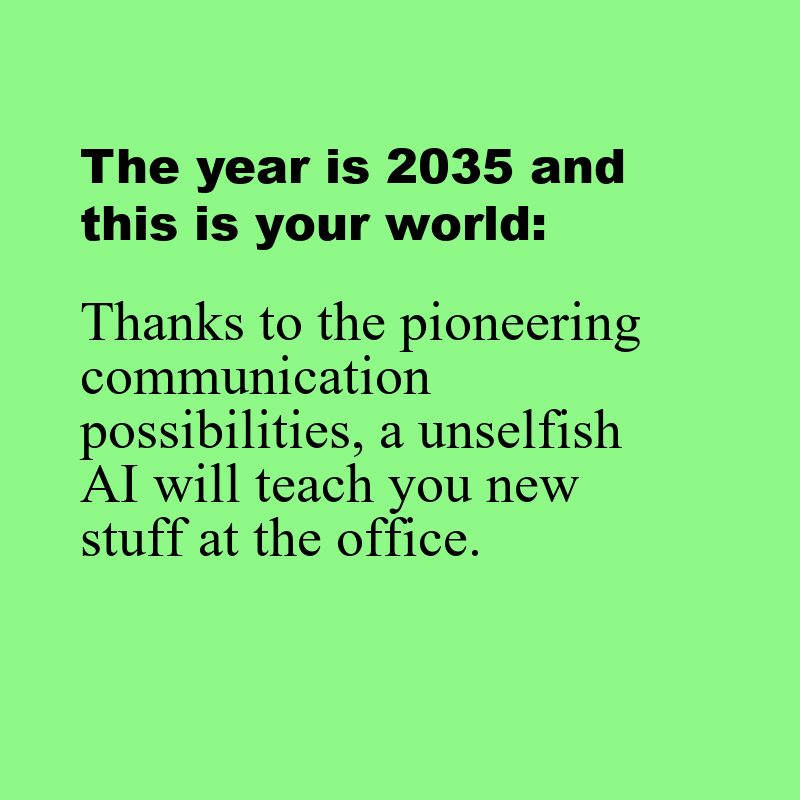 The year is 2035 and
this is your world:
Thanks to the pioneering
communication
possibilities, a unselfish
AI will teach you new
stuff at the office.